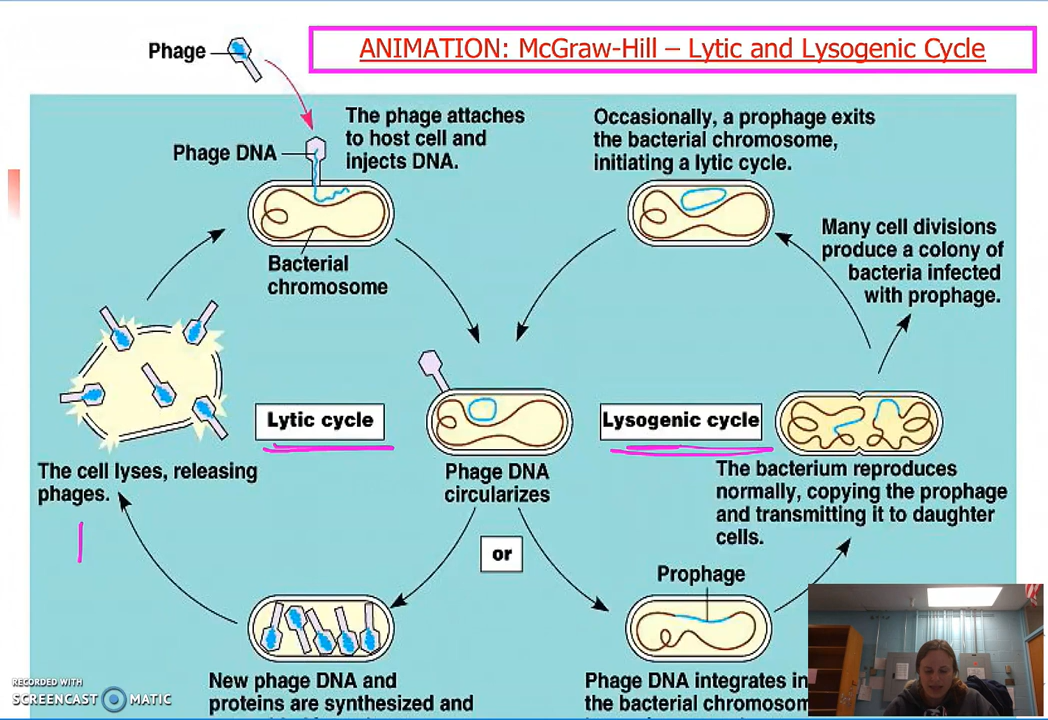 ANIMATION: McGraw-Hill – Lytic and Lysogenic Cycle
Phage
The phage attaches
to host cell and
injects DNA.
Phage DNA
Bacterial
chromosome
Occasionally, a prophage exits
the bacterial chromosome,
initiating a lytic cycle.
Many cell divisions
produce a colony of
bacteria infected
with prophage.
Lytic cycle
Lysogenic cycle
The cell lyses, releasing
phages.
Phage DNA
circularizes
The bacterium reproduces
normally, copying the prophage
and transmitting it to daughter
cells.
or
Prophage
New phage DNA and
proteins are synthesized and
Phage DNA integrates
the bacterial
RECORDED WITH
SCREENCAST MATIC